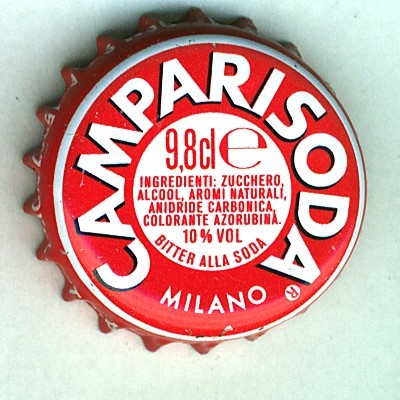 CAMPARISODA®
9,8cl e
INGREDIENTI: ZUCCHERO,
ALCOOL, AROMI NATURALI,
ANIDRIDE CARBONICA,
COLORANTE AZORUBINA.
10% VOL
BITTER ALLA SODA
MILANO